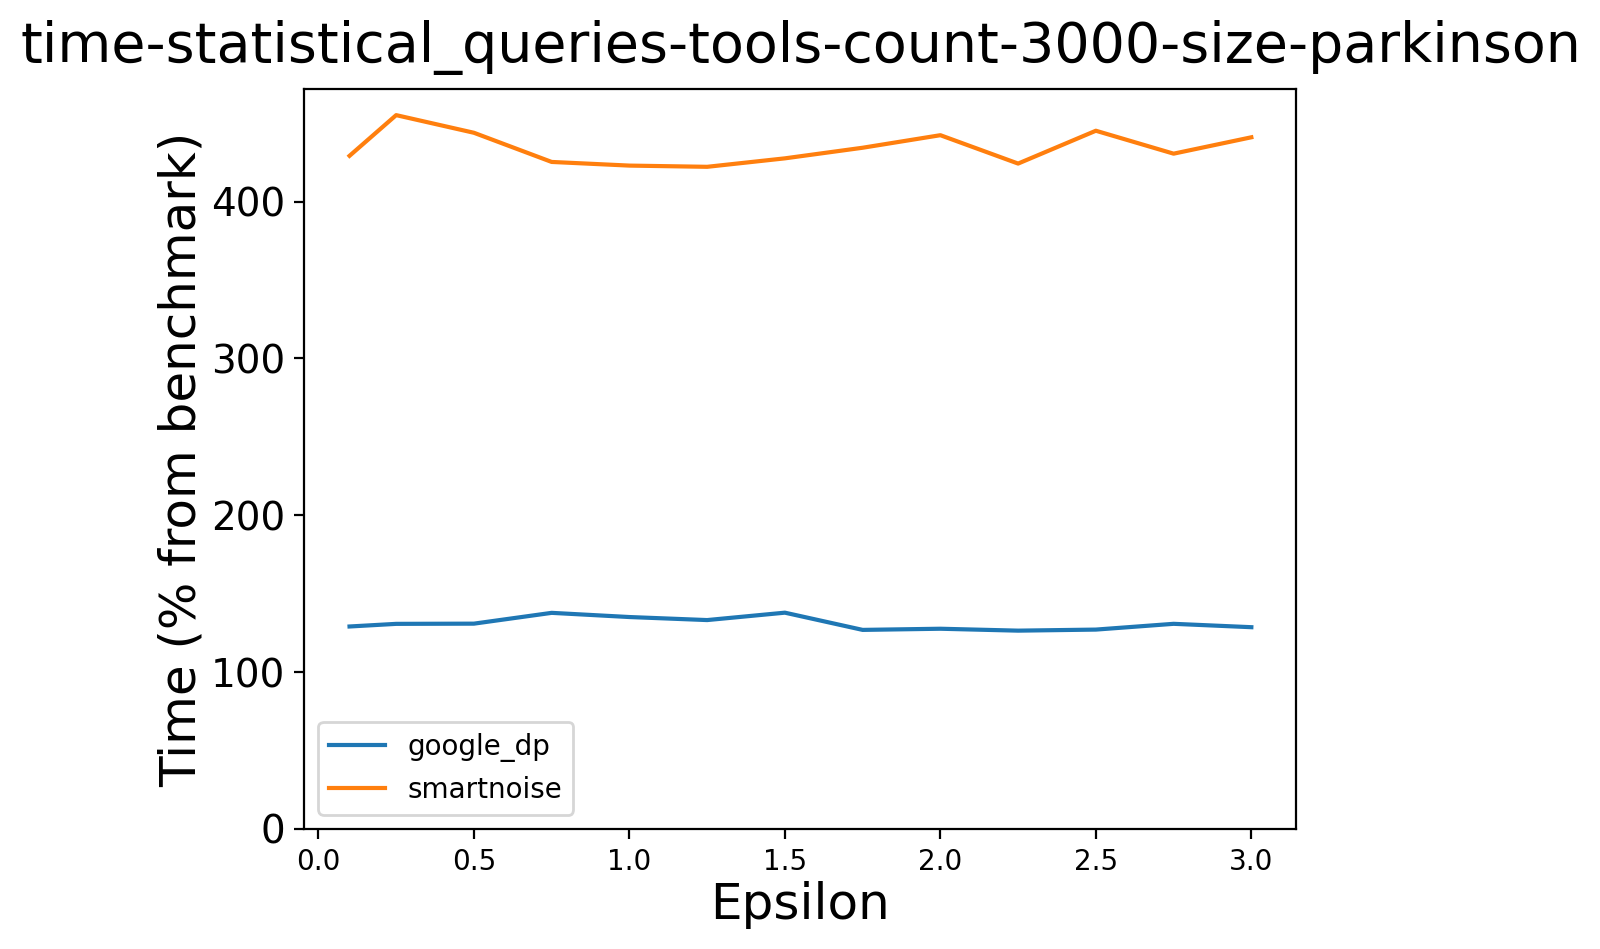 time-statistical_queries-tools-count-3000-size-parkinson
Time (% from benchmark)
400
300
200
100
0
google_dp
smartnoise
0.0 0.5 1.0 1.5 2.0 2.5 3.0
Epsilon